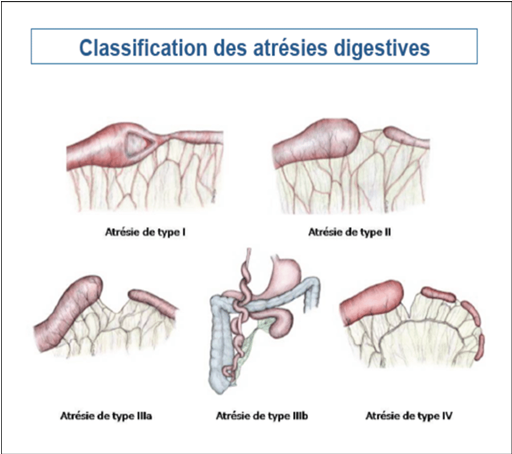 Classification des atrésies digestives
Atrésie de type I
Atrésie de type II
Atrésie de type IIIa
Atrésie de type IIIb
Atrésie de type IV